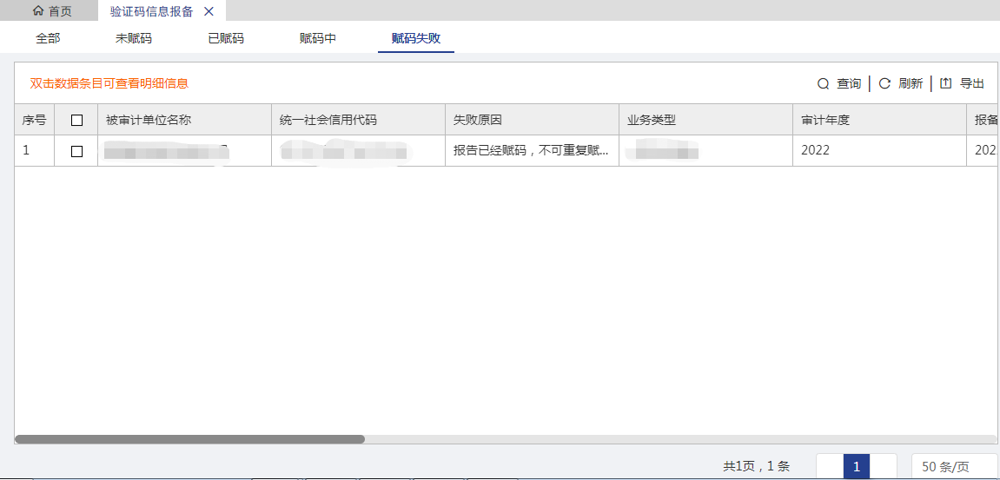 首页 验证码信息报备
全部 未赋码 已赋码 赋码中 赋码失败
双击数据条目可查看明细信息 查询 刷新 导出
序号 被审计单位名称 统一社会信用代码 失败原因 业务类型 审计年度 报备
1 报告已经赋码，不可重复赋... 2022 202
共1页，1 条 1 50 条/页